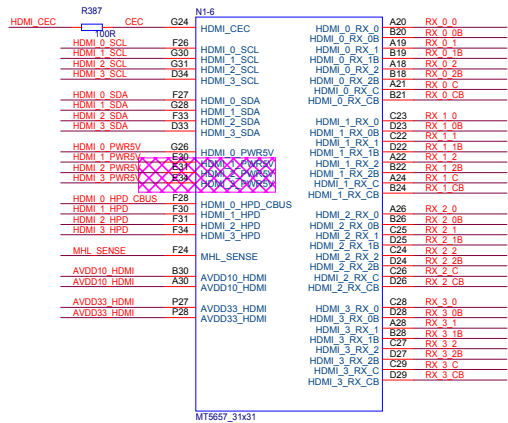 R387 N1-6
HDMI_CEC CEC G24 HDMI_CEC
100R
HDMI_0_SCL F26 HDMI_0_SCL
HDMI_1_SCL G30 HDMI_1_SCL
HDMI_2_SCL G31 HDMI_2_SCL
HDMI_3_SCL D34 HDMI_3_SCL
HDMI_0_SDA F27 HDMI_0_SDA
HDMI_1_SDA G28 HDMI_1_SDA
HDMI_2_SDA F33 HDMI_2_SDA
HDMI_3_SDA D33 HDMI_3_SDA
HDMI_0_PWR5V G26 HDMI_0_PWR5V
HDMI_1_PWR5V E30 HDMI_1_PWR5V
HDMI_2_PWR5V E31 HDMI_2_PWR5V
HDMI_3_PWR5V E34 HDMI_3_PWR5V
HDMI_0_HPD_CBUS F28 HDMI_0_HPD_CBUS
HDMI_1_HPD F30 HDMI_1_HPD
HDMI_2_HPD F31 HDMI_2_HPD
HDMI_3_HPD F34 HDMI_3_HPD
MHL_SENSE F24 MHL_SENSE
AVDD10_HDMI B30 AVDD10_HDMI
AVDD10_HDMI A30 AVDD10_HDMI
AVDD33_HDMI P27 AVDD33_HDMI
AVDD33_HDMI P28 AVDD33_HDMI
HDMI_0_RX_0 A20 RX_0_0
HDMI_0_RX_0B B20 RX_0_0B
HDMI_0_RX_1 A19 RX_0_1
HDMI_0_RX_1B B19 RX_0_1B
HDMI_0_RX_2 A18 RX_0_2
HDMI_0_RX_2B B18 RX_0_2B
HDMI_0_RX_C A21 RX_0_C
HDMI_0_RX_CB B21 RX_0_CB
HDMI_1_RX_0 C23 RX_1_0
HDMI_1_RX_0B D23 RX_1_0B
HDMI_1_RX_1 C22 RX_1_1
HDMI_1_RX_1B D22 RX_1_1B
HDMI_1_RX_2 A22 RX_1_2
HDMI_1_RX_2B B22 RX_1_2B
HDMI_1_RX_C A24 RX_1_C
HDMI_1_RX_CB B24 RX_1_CB
HDMI_2_RX_0 A26 RX_2_0
HDMI_2_RX_0B B26 RX_2_0B
HDMI_2_RX_1 C25 RX_2_1
HDMI_2_RX_1B D25 RX_2_1B
HDMI_2_RX_2 C24 RX_2_2
HDMI_2_RX_2B D24 RX_2_2B
HDMI_2_RX_C C26 RX_2_C
HDMI_2_RX_CB D26 RX_2_CB
HDMI_3_RX_0 C28 RX_3_0
HDMI_3_RX_0B D28 RX_3_0B
HDMI_3_RX_1 A28 RX_3_1
HDMI_3_RX_1B B28 RX_3_1B
HDMI_3_RX_2 C27 RX_3_2
HDMI_3_RX_2B D27 RX_3_2B
HDMI_3_RX_C C29 RX_3_C
HDMI_3_RX_CB D29 RX_3_CB
MT5657_31x31